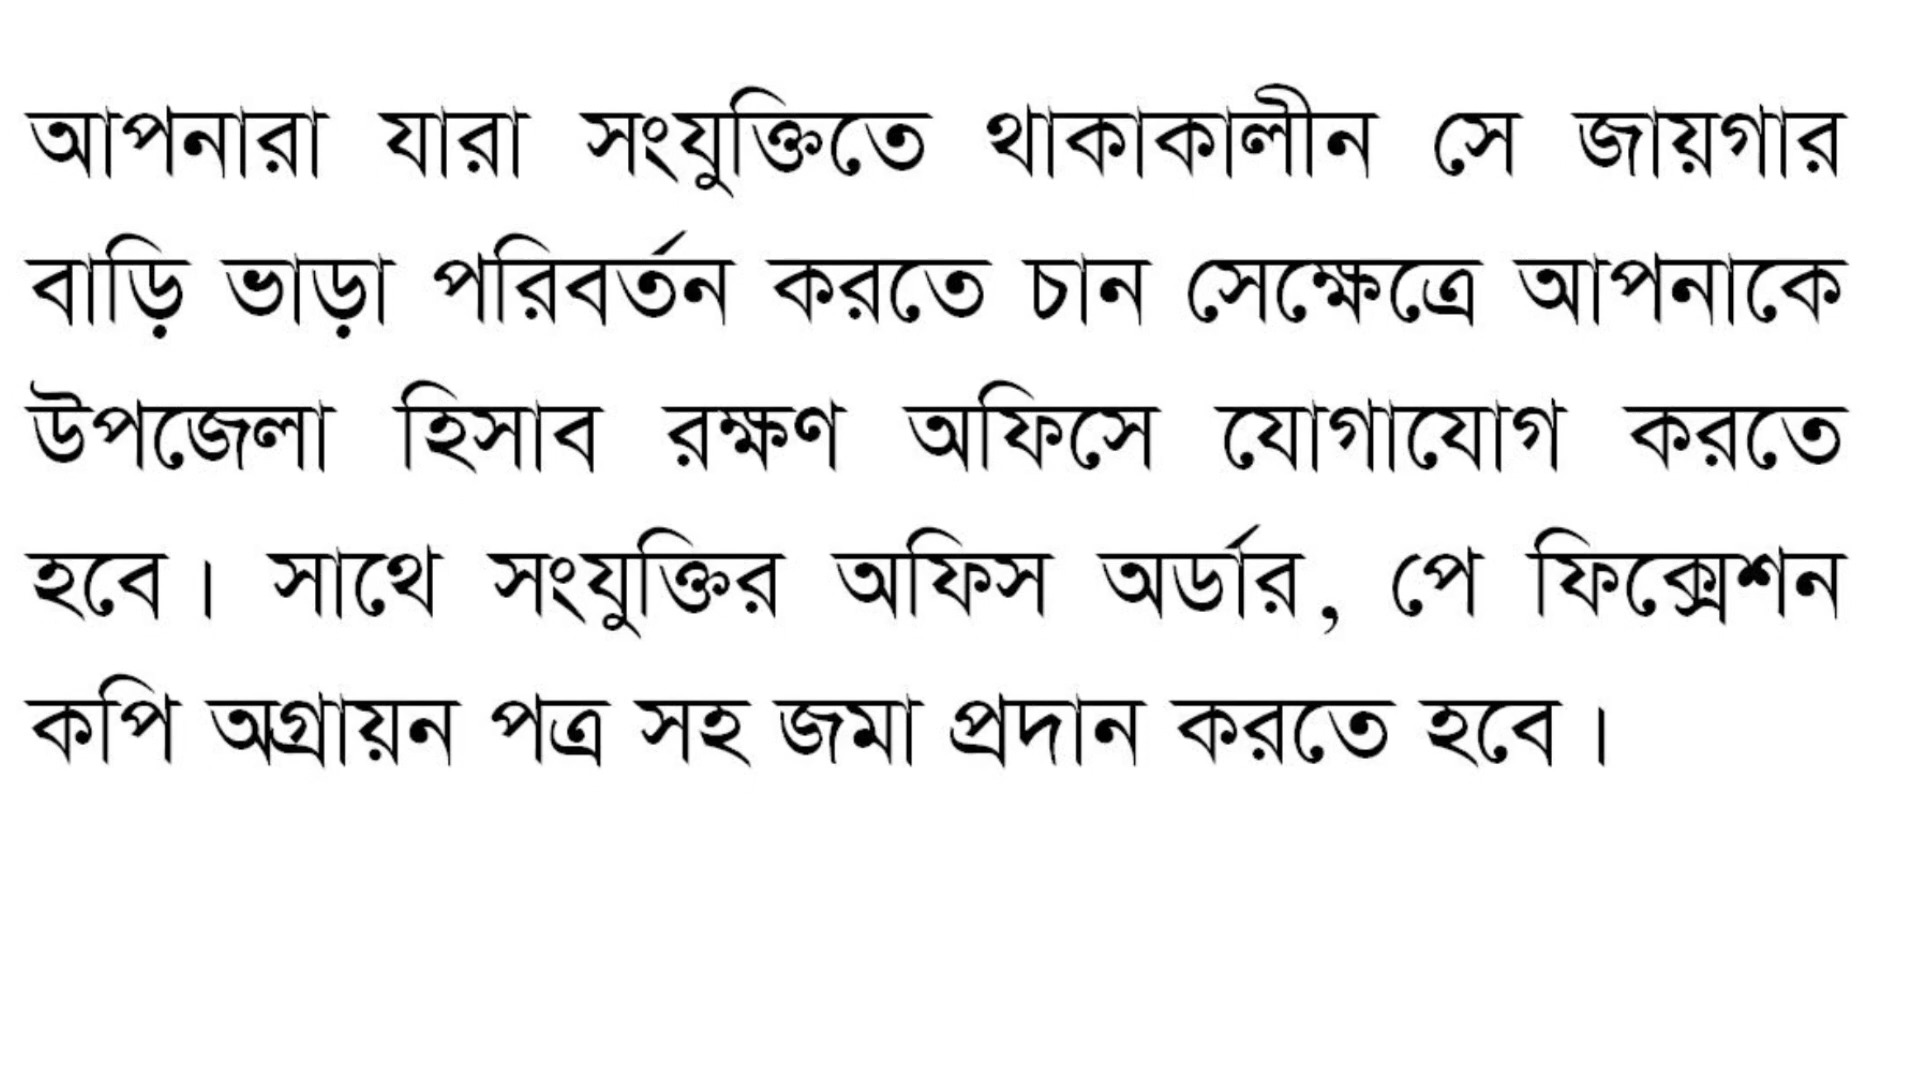 আপনারা যারা সংযুক্তিতে থাকাকালীন সে জায়গার
বাড়ি ভাড়া পরিবর্তন করতে চান সেক্ষেত্রে আপনাকে
উপজেলা হিসাব রক্ষণ অফিসে যোগাযোগ করতে
হবে। সাথে সংযুক্তির অফিস অর্ডার, পে ফিক্সেশন
কপি অগ্রায়ন পত্র সহ জমা প্রদান করতে হবে।